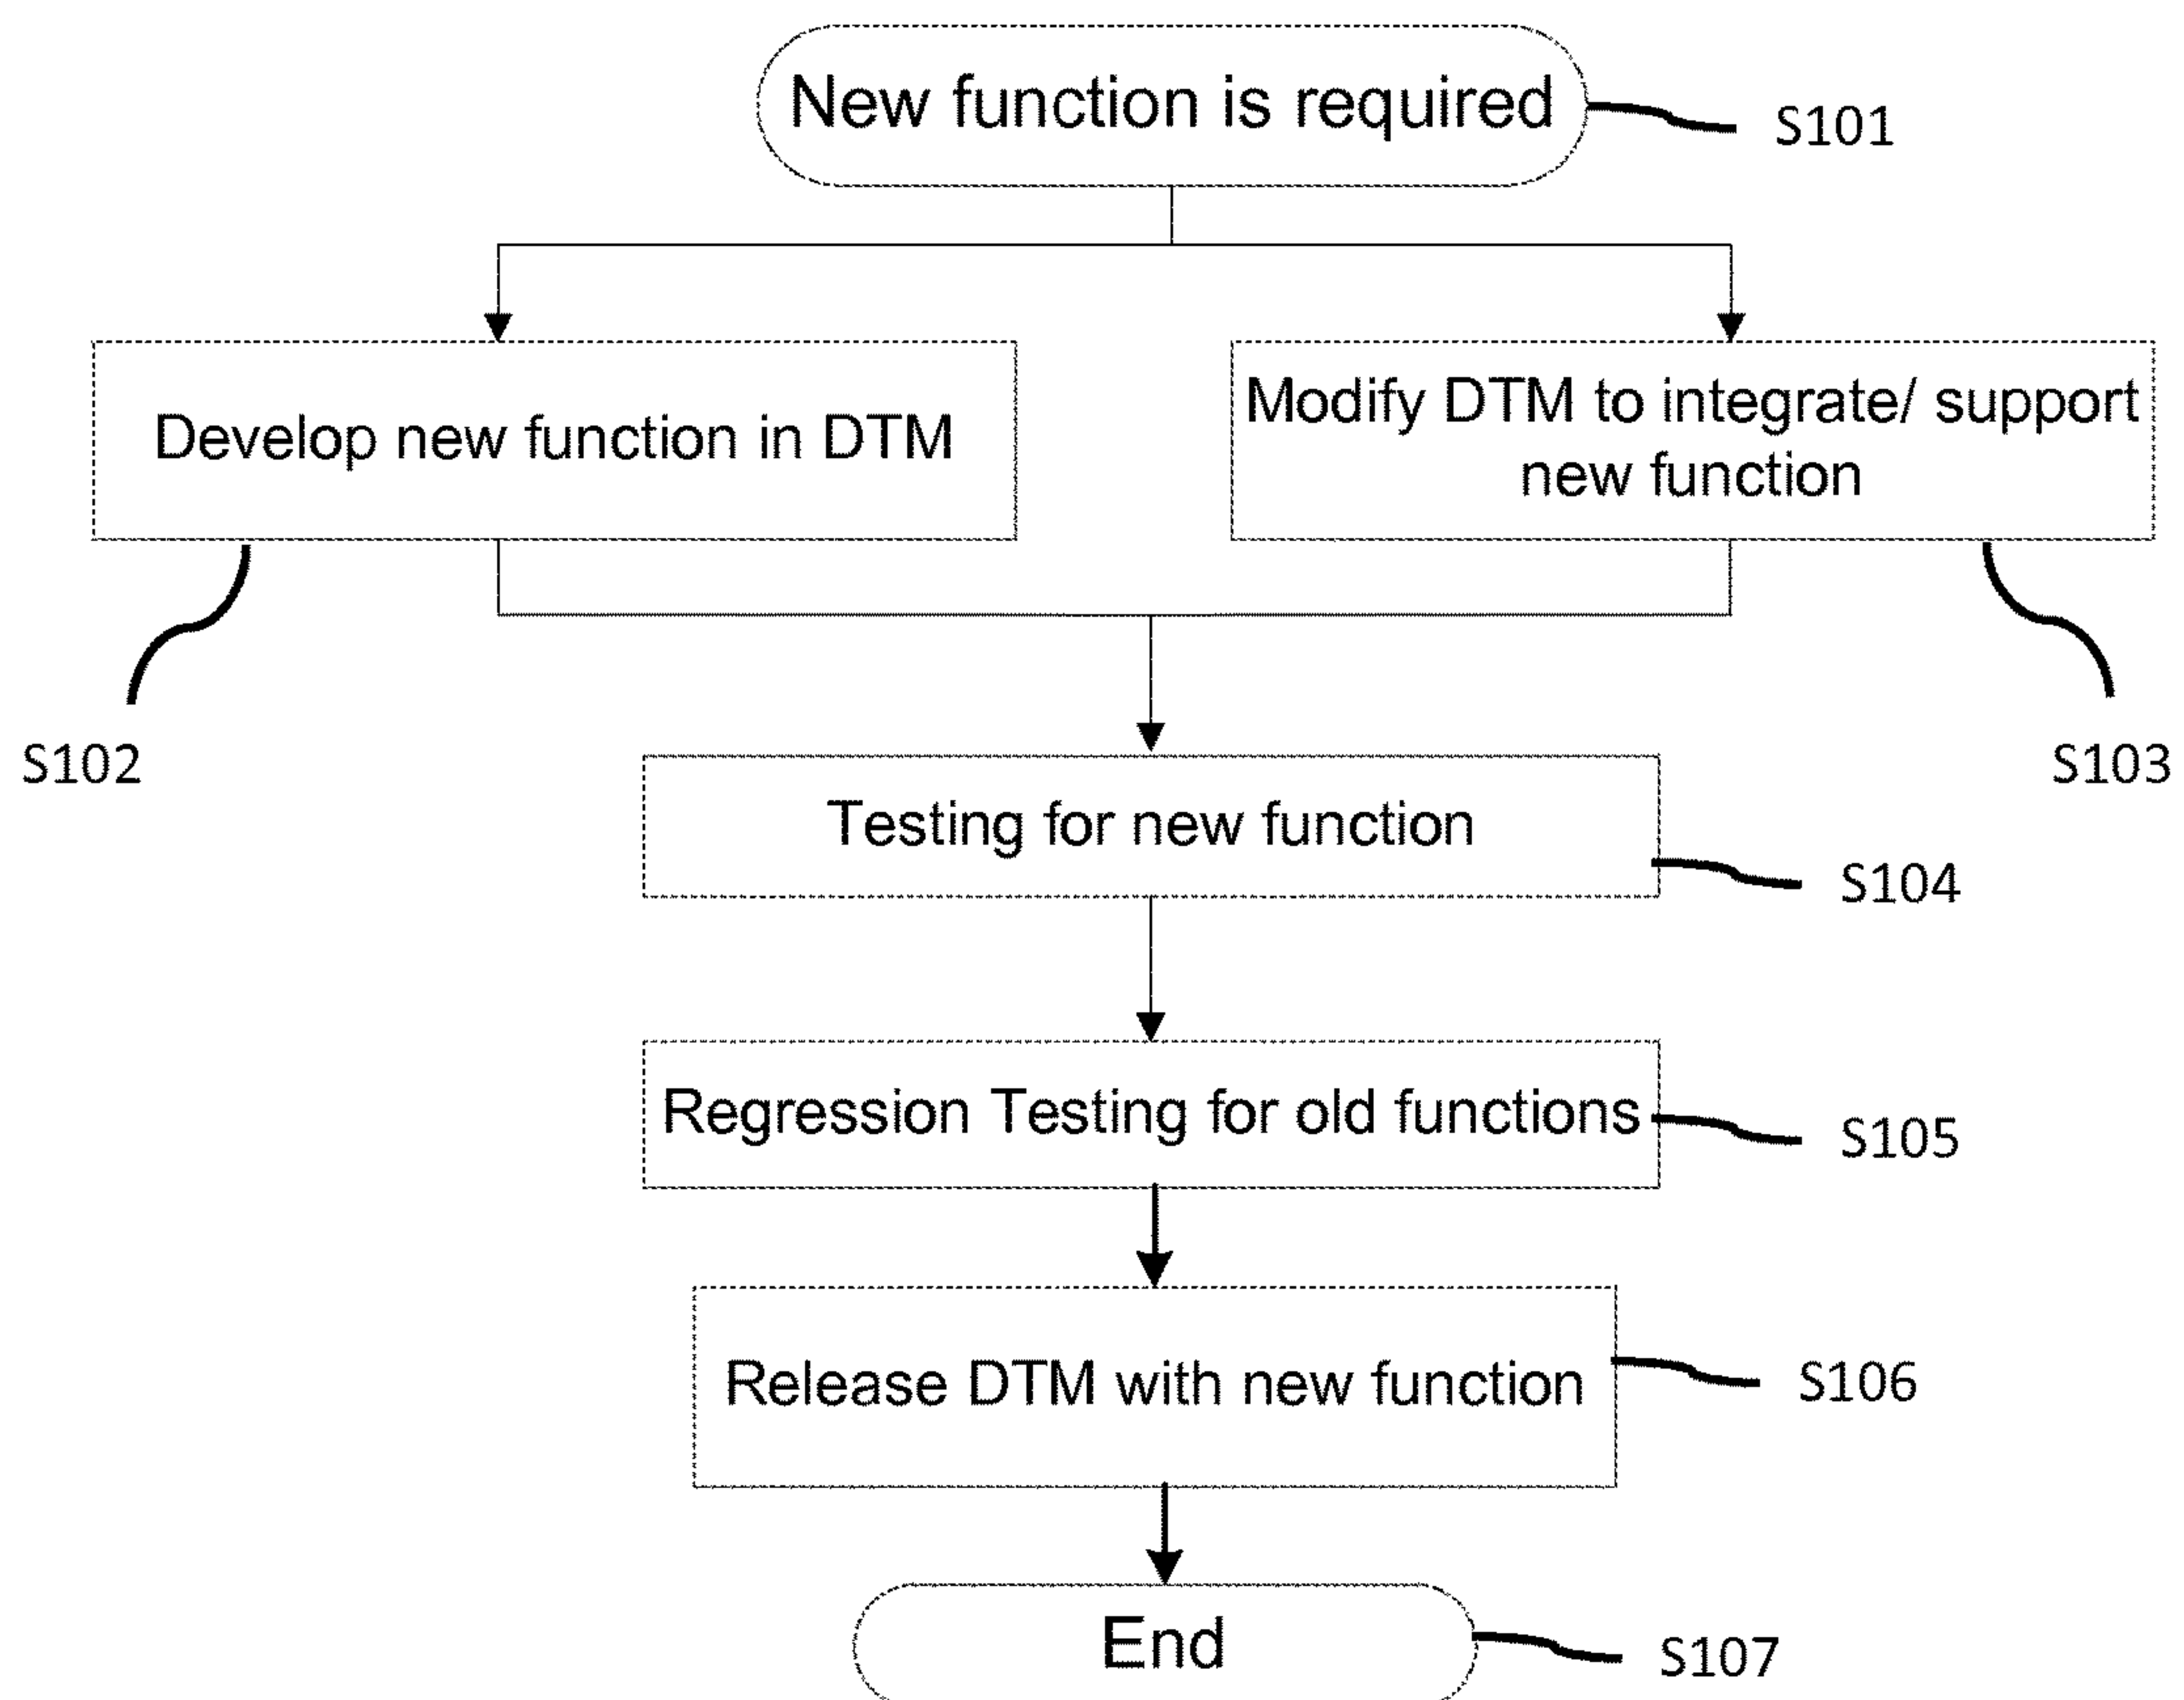 New function is required
S101
Develop new function in DTM
Modify DTM to integrate/ support
new function
S102
S103
Testing for new function
S104
Regression Testing for old functions
S105
Release DTM with new function
S106
End
S107